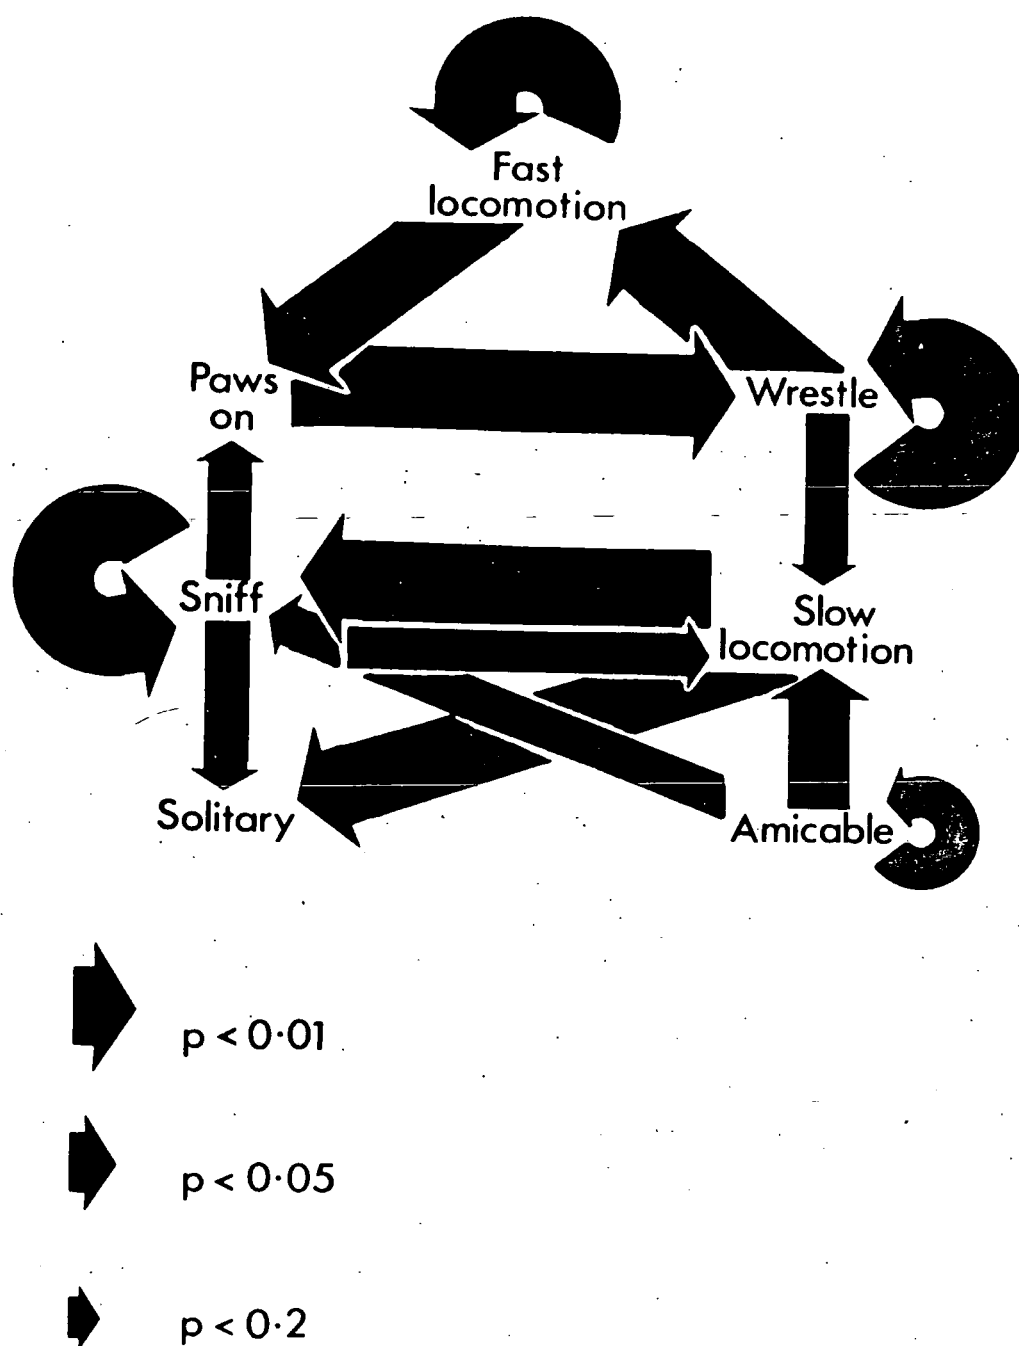 Fast
locomotion
Paws
on
Wrestle
Sniff
Slow
locomotion
Solitary
Amicable
p < 0·01
p < 0·05
p < 0·2